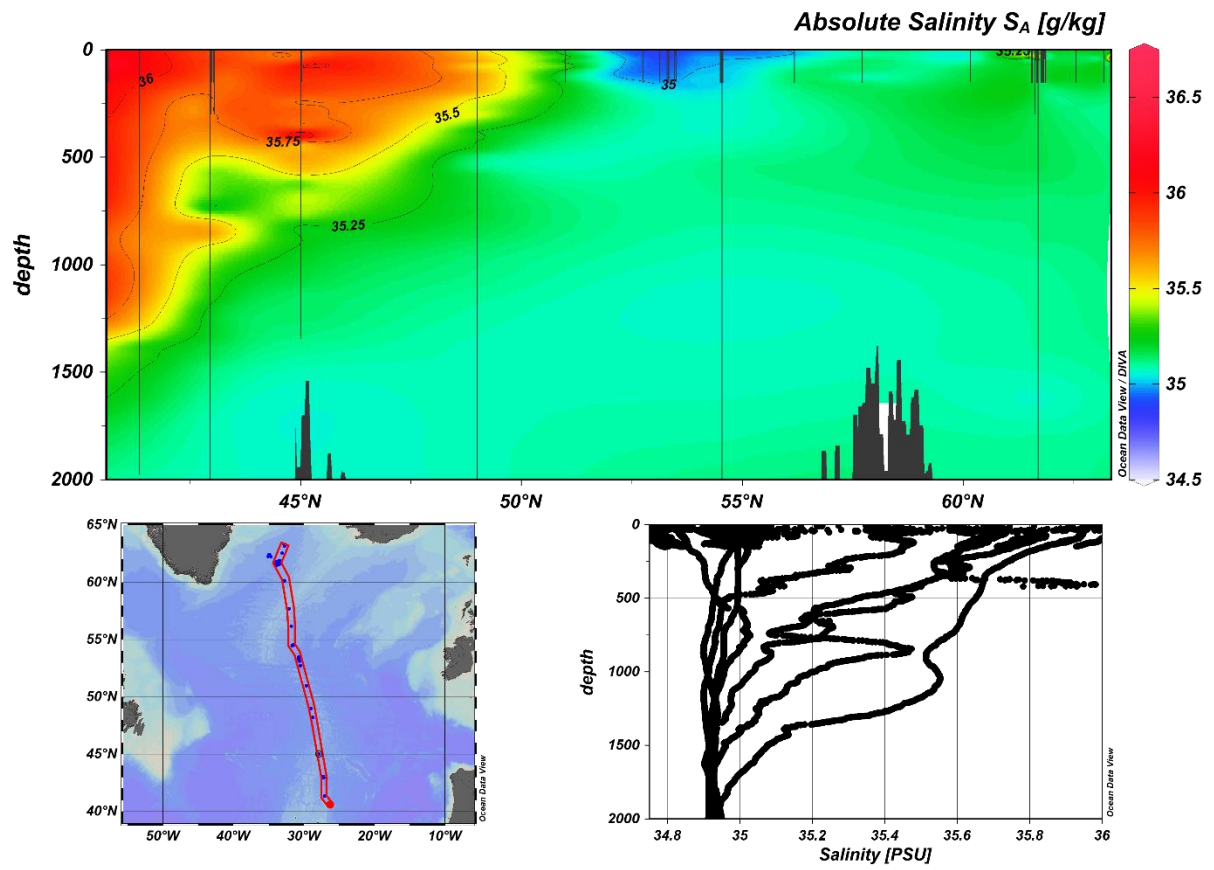 Absolute Salinity S_A [g/kg]
0
500
1000
1500
2000
depth
36
35.75
35.5
35.25
35
35.25
45°N
50°N
55°N
60°N
36.5
36
35.5
35
34.5
Ocean Data View / DIVA
65°N
60°N
55°N
50°N
45°N
40°N
50°W
40°W
30°W
20°W
10°W
Ocean Data View
0
500
1000
1500
2000
depth
34.8
35
35.2
35.4
35.6
35.8
36
Salinity [PSU]
Ocean Data View